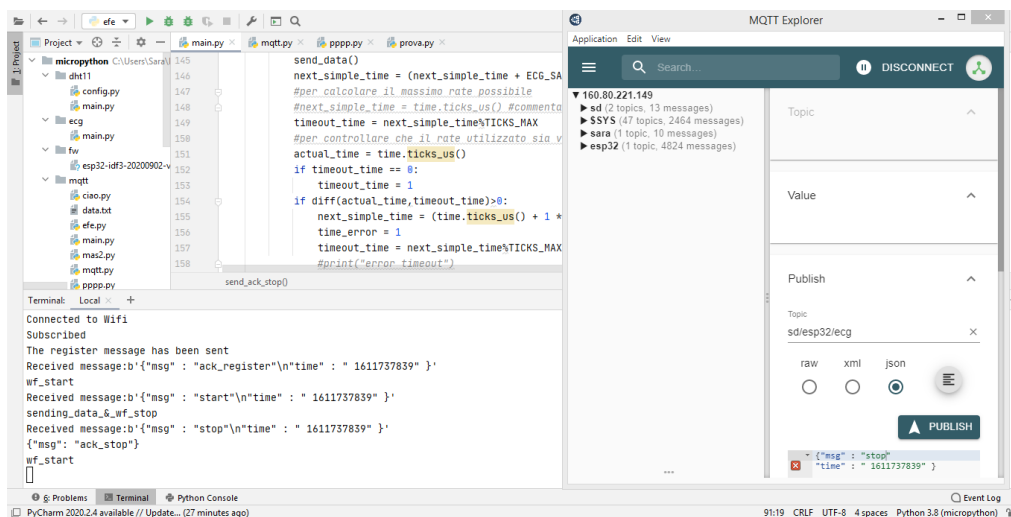 efe
MQTT Explorer
Project
main.py
mqtt.py
pppp.py
prova.py
Application Edit View
1: Project
micropython C:\Users\Sara\
dht11
config.py
main.py
ecg
main.py
fw
esp32-idf3-20200902-v
mqtt
ciao.py
data.txt
efe.py
main.py
mas2.py
mqtt.py
pppp.py
145 send_data()
146 next_simple_time = (next_simple_time + ECG_SA
147 #per calcolare il massimo rate possibile
148 #next_simple_time = time.ticks_us() #commenta
149 timeout_time = next_simple_time%TICKS_MAX
150 #per controllare che il rate utilizzato sia v
151 actual_time = time.ticks_us()
152 if timeout_time == 0:
153 timeout_time = 1
154 if diff(actual_time,timeout_time)>0:
155 next_simple_time = (time.ticks_us() + 1 *
156 time_error = 1
157 timeout_time = next_simple_time%TICKS_MAX
158 #print("error timeout")
send_ack_stop()
Search...
DISCONNECT
160.80.221.149
sd (2 topics, 13 messages)
$SYS (47 topics, 2464 messages)
sara (1 topic, 10 messages)
esp32 (1 topic, 4824 messages)
Topic
Value
Publish
Topic
sd/esp32/ecg
raw xml json
PUBLISH
{"msg" : "stop"
"time" : " 1611737839" }
Terminal: Local +
Connected to Wifi
Subscribed
The register message has been sent
Received message:b'{"msg" : "ack_register"\n"time" : " 1611737839" }'
wf_start
Received message:b'{"msg" : "start"\n"time" : " 1611737839" }'
sending_data_&_wf_stop
Received message:b'{"msg" : "stop"\n"time" : " 1611737839" }'
{"msg": "ack_stop"}
wf_start
6: Problems Terminal Python Console Event Log
PyCharm 2020.2.4 available // Update... (27 minutes ago) 91:19 CRLF UTF-8 4 spaces Python 3.8 (micropython)